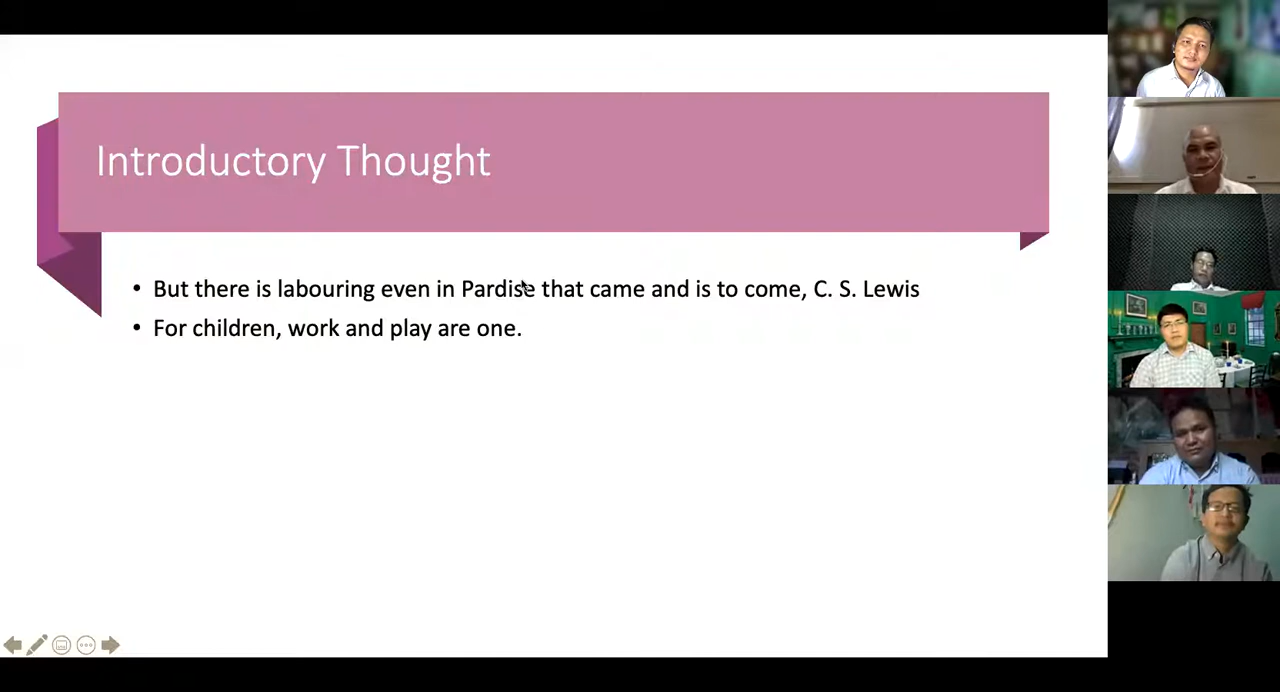 Introductory Thought
• But there is labouring even in Pardise that came and is to come, C. S. Lewis
• For children, work and play are one.